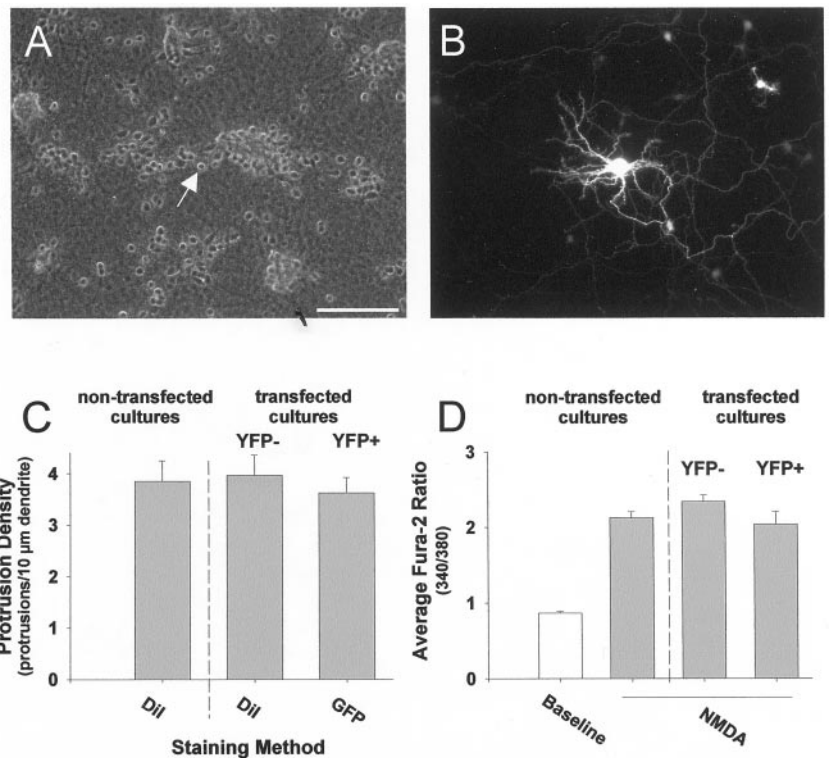 A
B
C
non-transfected cultures
transfected cultures
YFP-
YFP+
Protrusion Density
(protrusions/10 µm dendrite)
4
3
2
1
0
DiI
DiI
GFP
Staining Method
D
non-transfected cultures
transfected cultures
YFP-
YFP+
Average Fura-2 Ratio
(340/380)
3
2
1
0
Baseline
NMDA